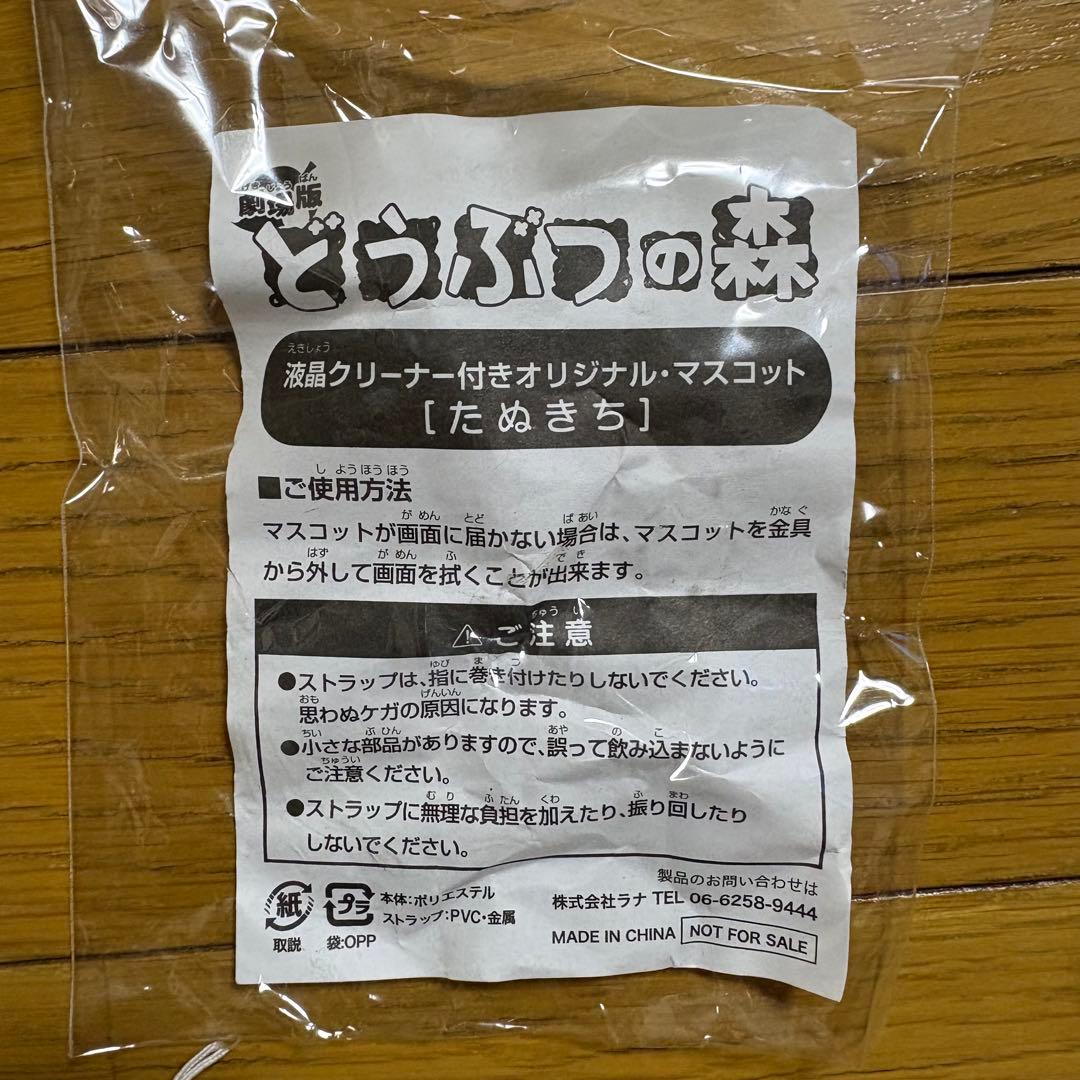 劇場版
どうぶつの森
液晶クリーナー付きオリジナル・マスコット
[たぬきち]
■ご使用方法
マスコットが画面に届かない場合は、マスコットを金具
から外して画面を拭くことが出来ます。
⚠ご注意
●ストラップは、指に巻き付けたりしないでください。
思わぬケガの原因になります。
●小さな部品がありますので、誤って飲み込まないように
ご注意ください。
●ストラップに無理な負担を加えたり、振り回したり
しないでください。
紙
取説
プラ
袋:OPP
本体:ポリエステル
ストラップ:PVC・金属
製品のお問い合わせは
株式会社ラナ TEL 06-6258-9444
MADE IN CHINA NOT FOR SALE